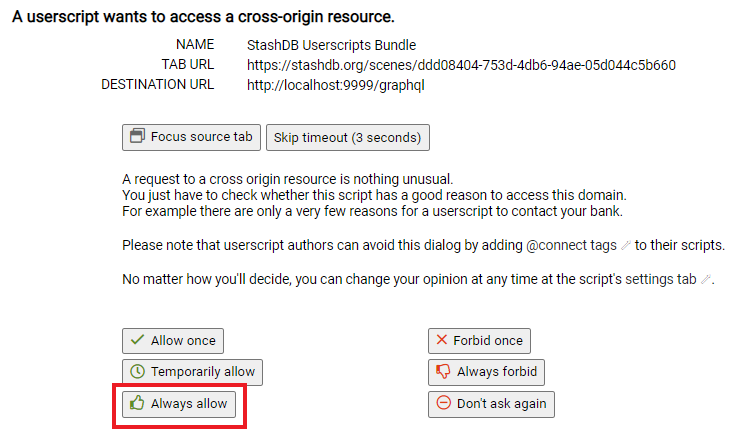 A userscript wants to access a cross-origin resource.
NAME StashDB Userscripts Bundle
TAB URL https://stashdb.org/scenes/ddd08404-753d-4db6-94ae-05d044c5b660
DESTINATION URL http://localhost:9999/graphql
Focus source tab Skip timeout (3 seconds)
A request to a cross origin resource is nothing unusual.
You just have to check whether this script has a good reason to access this domain.
For example there are only a very few reasons for a userscript to contact your bank.
Please note that userscript authors can avoid this dialog by adding @connect tags to their scripts.
No matter how you'll decide, you can change your opinion at any time at the script's settings tab .
Allow once Forbid once
Temporarily allow Always forbid
Always allow Don't ask again